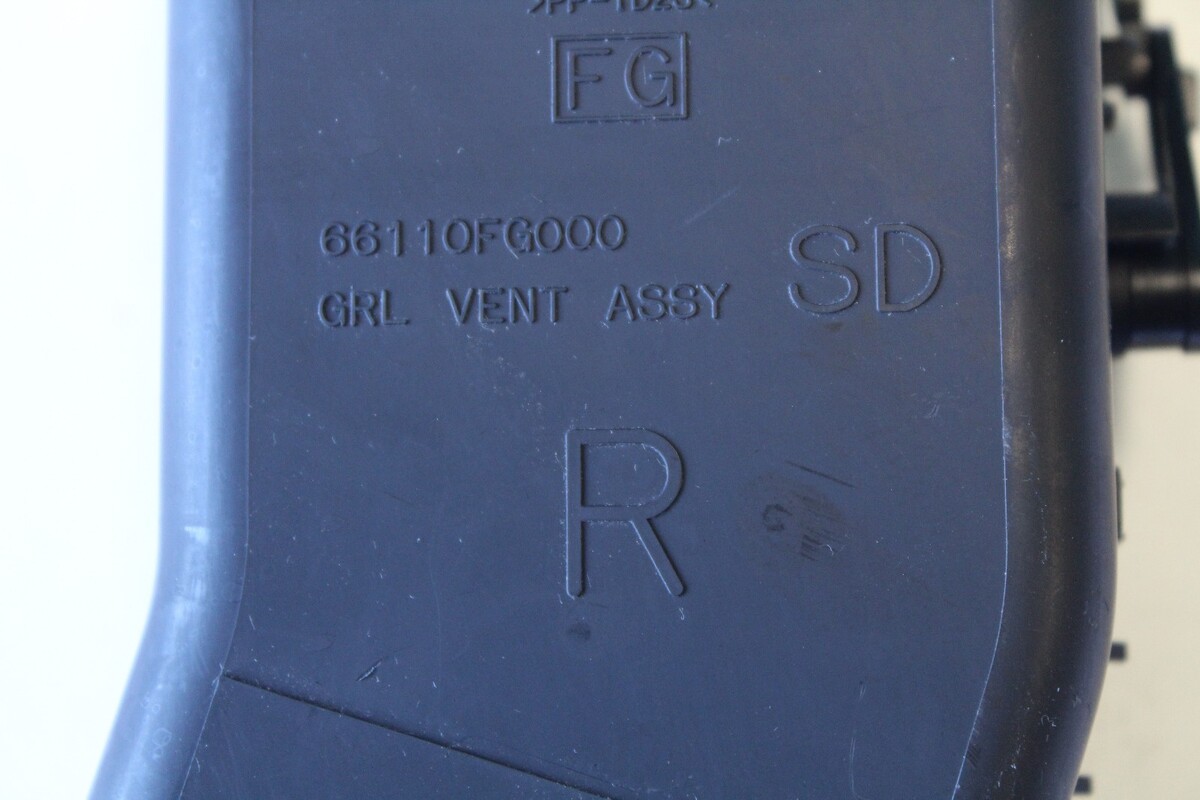 FG
66110FG000
GRL VENT ASSY
SD
R